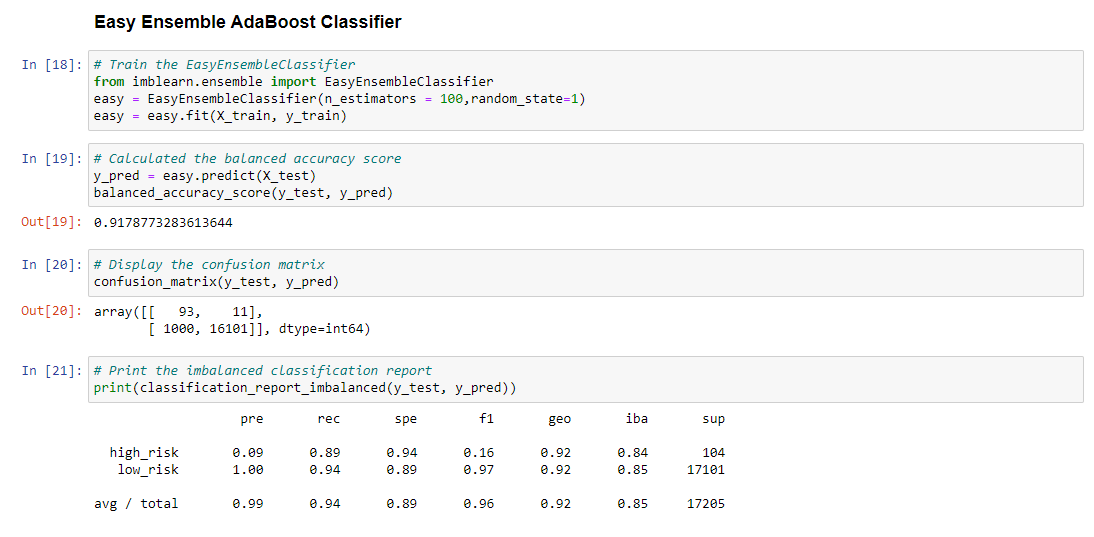 Easy Ensemble AdaBoost Classifier
In [18]: # Train the EasyEnsembleClassifier
from imblearn.ensemble import EasyEnsembleClassifier
easy = EasyEnsembleClassifier(n_estimators = 100,random_state=1)
easy = easy.fit(X_train, y_train)
In [19]: # Calculated the balanced accuracy score
y_pred = easy.predict(X_test)
balanced_accuracy_score(y_test, y_pred)
Out[19]: 0.9178773283613644
In [20]: # Display the confusion matrix
confusion_matrix(y_test, y_pred)
Out[20]: array([[   93,    11],
       [ 1000, 16101]], dtype=int64)
In [21]: # Print the imbalanced classification report
print(classification_report_imbalanced(y_test, y_pred))
pre rec spe f1 geo iba sup
high_risk 0.09 0.89 0.94 0.16 0.92 0.84 104
low_risk 1.00 0.94 0.89 0.97 0.92 0.85 17101
avg / total 0.99 0.94 0.89 0.96 0.92 0.85 17205